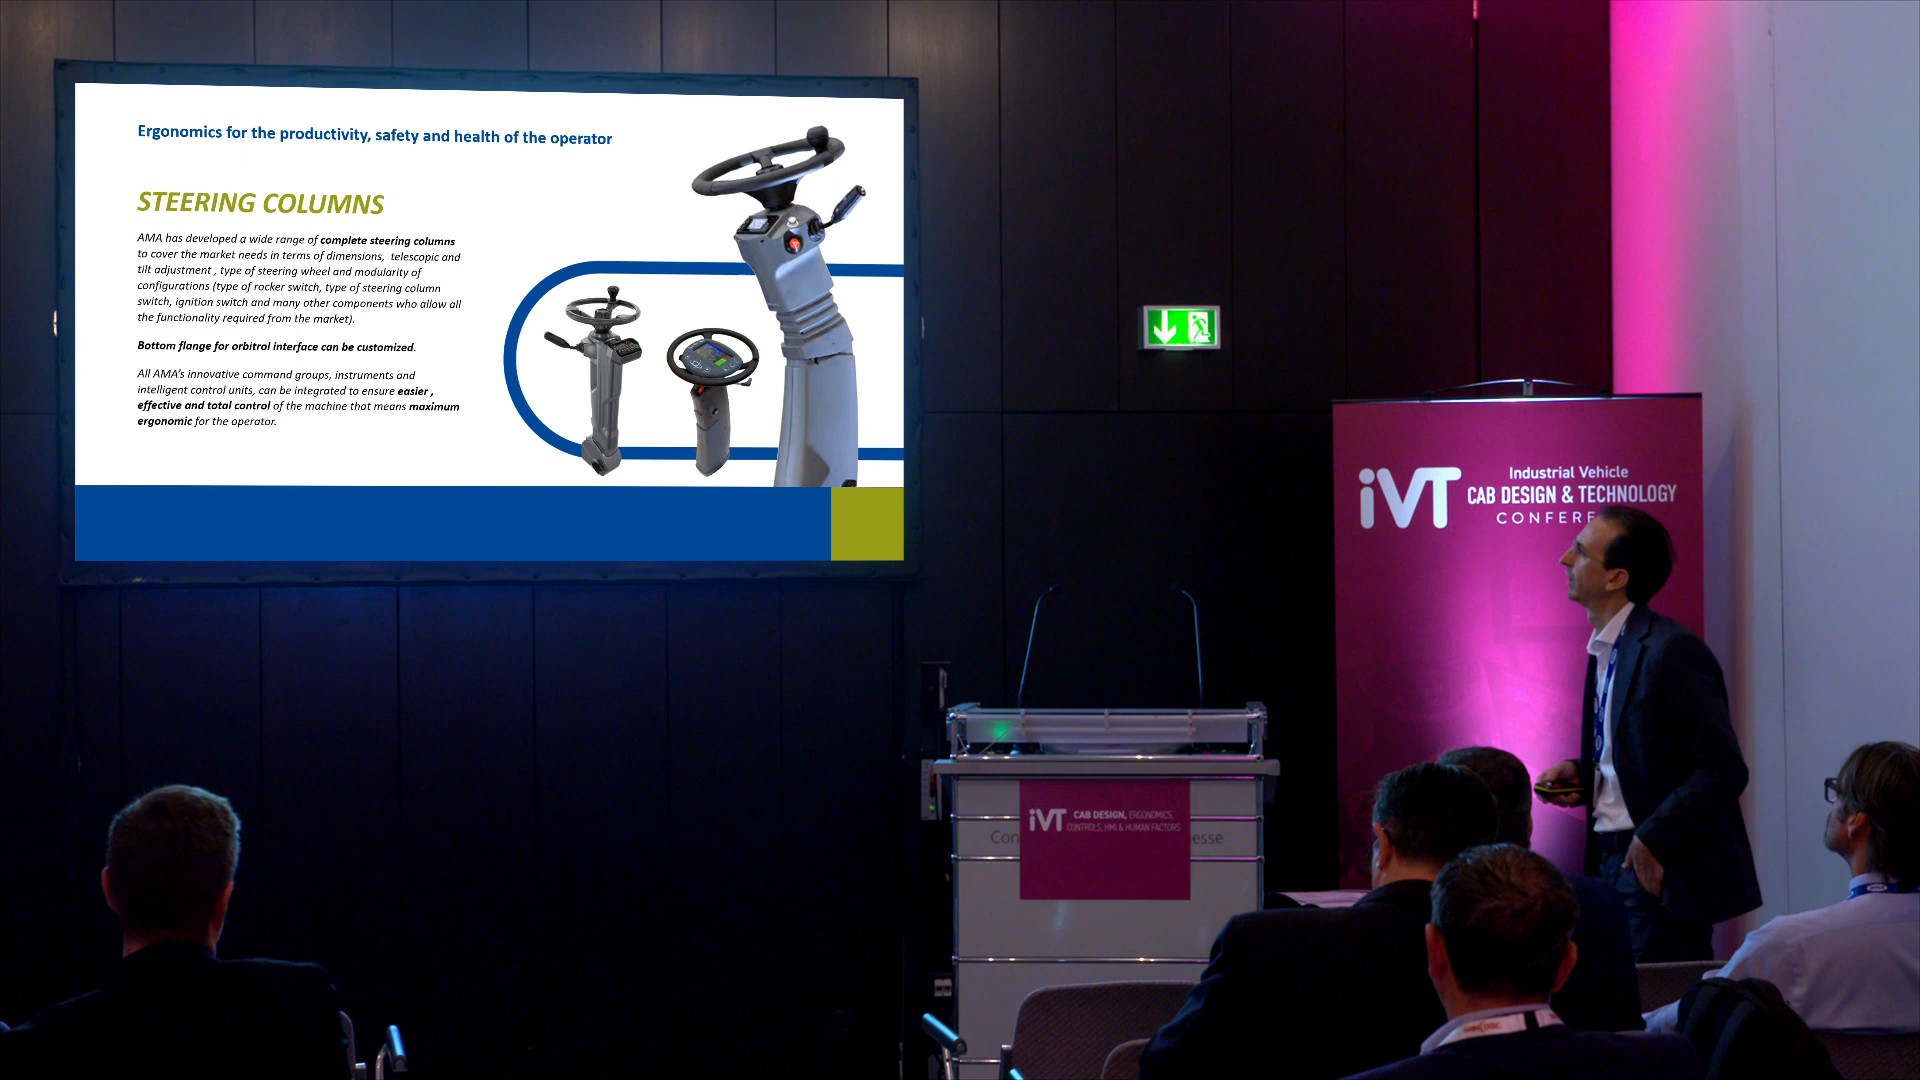 Ergonomics for the productivity, safety and health of the operator
STEERING COLUMNS
AMA has developed a wide range of complete steering columns
to cover the market needs in terms of dimensions, telescopic and
tilt adjustment , type of steering wheel and modularity of
configurations (type of rocker switch, type of steering column
switch, ignition switch and many other components who allow all
the functionality required from the market).
Bottom flange for orbitrol interface can be customized.
All AMA's innovative command groups, instruments and
intelligent control units, can be integrated to ensure easier ,
effective and total control of the machine that means maximum
ergonomic for the operator.
iVT
Industrial Vehicle
CAB DESIGN & TECHNOLOGY
CONFERE
iVT
CAB DESIGN, ERGONOMICS,
CONTROLS, HMI & HUMAN FACTORS
Con
esse